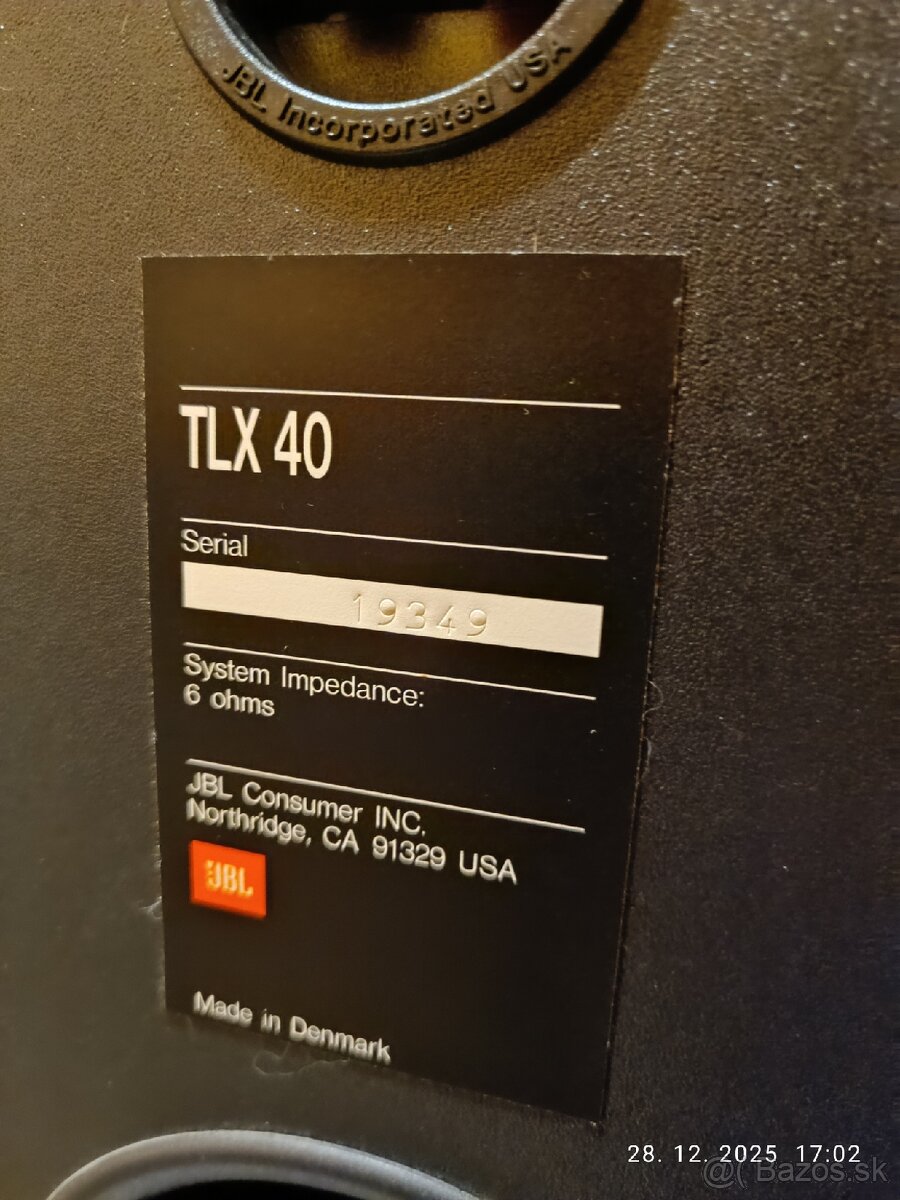 JBL Incorporated USA
TLX 40
Serial
19349
System Impedance:
6 ohms
JBL Consumer INC.
Northridge, CA 91329 USA
JBL
Made in Denmark
28. 12. 2025 17:02
@( Bazos.sk